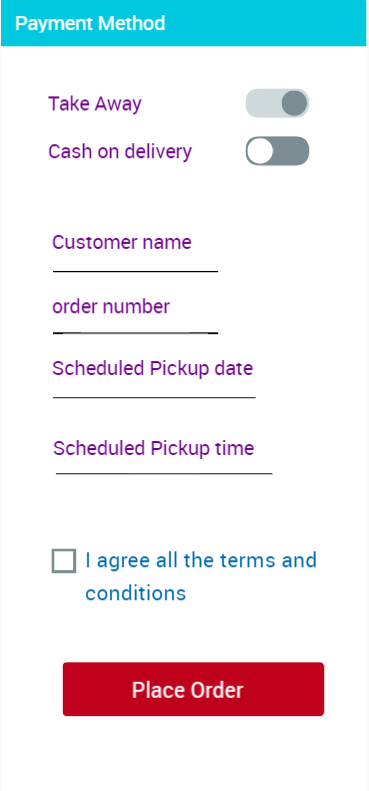 Payment Method
Take Away
Cash on delivery
Customer name
order number
Scheduled Pickup date
Scheduled Pickup time
I agree all the terms and
conditions
Place Order